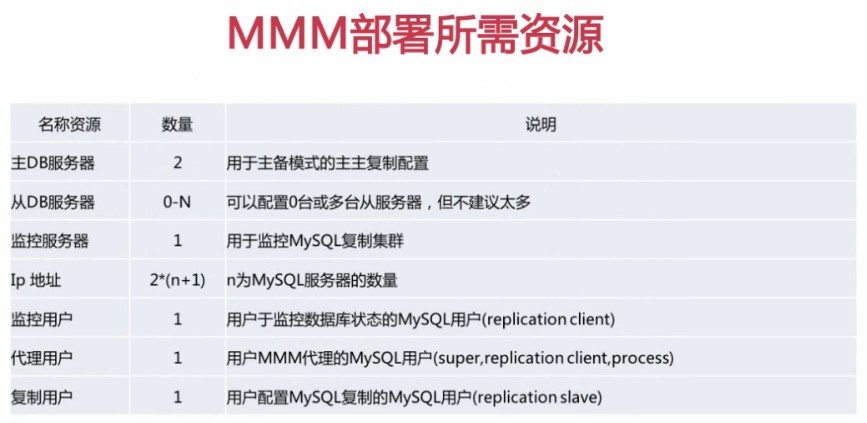 MMM部署所需资源
名称资源 数量 说明
主DB服务器 2 用于主备模式的主主复制配置
从DB服务器 0-N 可以配置0台或多台从服务器，但不建议太多
监控服务器 1 用于监控MySQL复制集群
Ip 地址 2*(n+1) n为MySQL服务器的数量
监控用户 1 用户于监控数据库状态的MySQL用户(replication client)
代理用户 1 用户MMM代理的MySQL用户(super,replication client,process)
复制用户 1 用户配置MySQL复制的MySQL用户(replication slave)